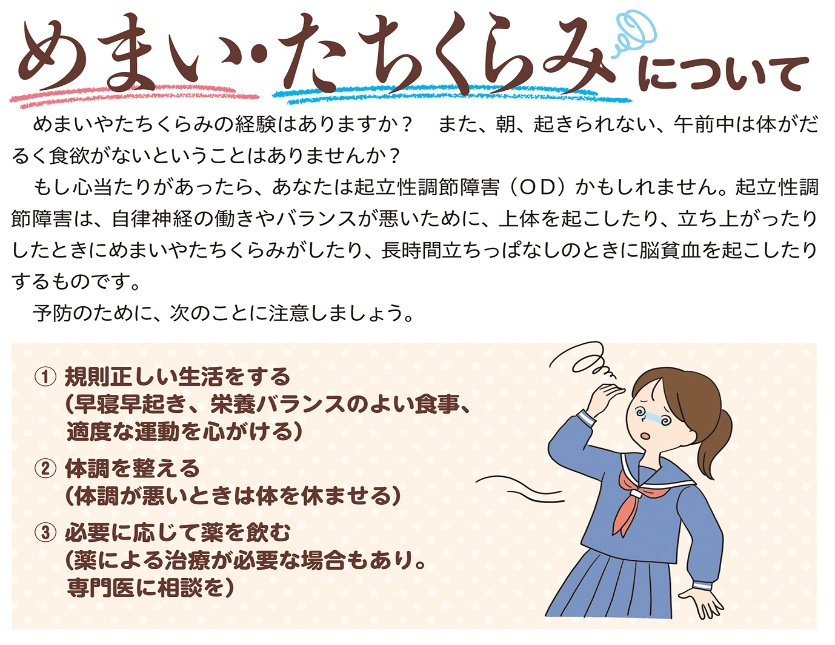 めまい・たちくらみについて
　めまいやたちくらみの経験はありますか？　また、朝、起きられない、午前中は体がだ
るく食欲がないということはありませんか？
　もし心当たりがあったら、あなたは起立性調節障害（ＯＤ）かもしれません。起立性調
節障害は、自律神経の働きやバランスが悪いために、上体を起こしたり、立ち上がったり
したときにめまいやたちくらみがしたり、長時間立ちっぱなしのときに脳貧血を起こしたり
するものです。
　予防のために、次のことに注意しましょう。
① 規則正しい生活をする
（早寝早起き、栄養バランスのよい食事、
適度な運動を心がける）
② 体調を整える
（体調が悪いときは体を休ませる）
③ 必要に応じて薬を飲む
（薬による治療が必要な場合もあり。
専門医に相談を）